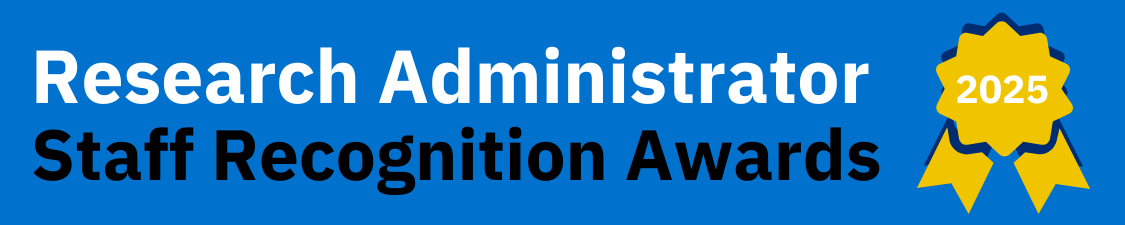 Research Administrator
Staff Recognition Awards
2025